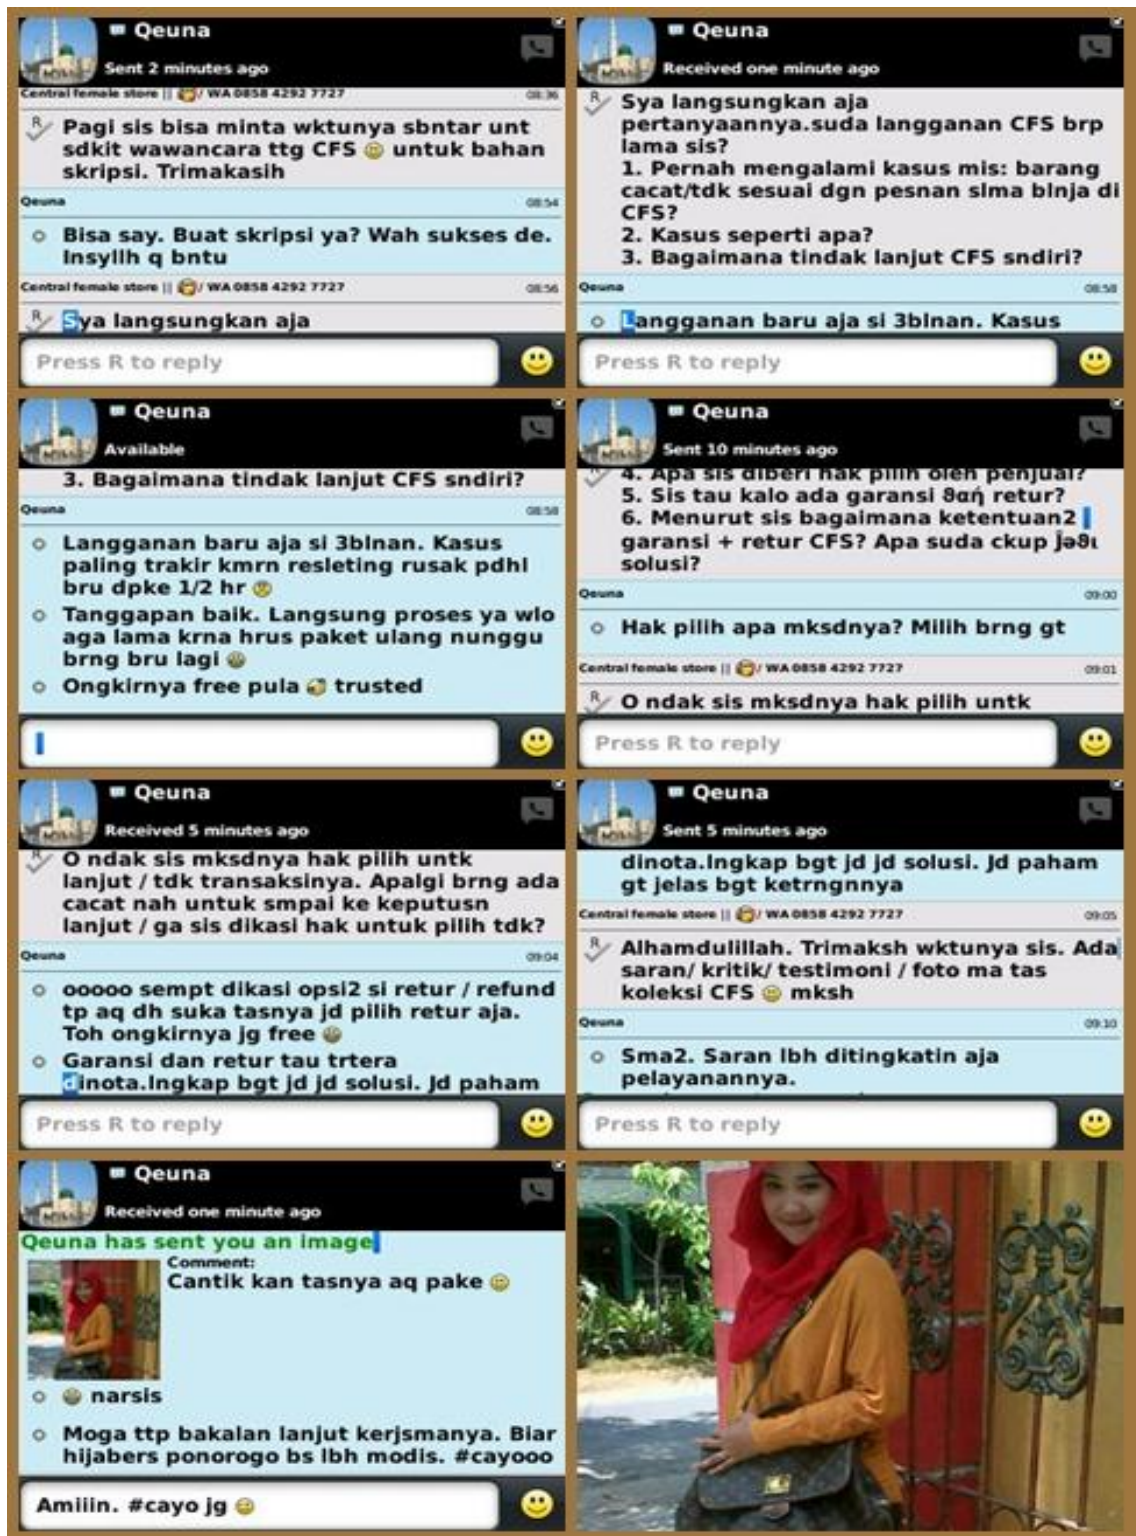 Qeuna
Sent 2 minutes ago
Central female store || / WA 0858 4292 7727 08:36
R Pagi sis bisa minta wktunya sbntar unt
sdkit wawancara ttg CFS untuk bahan
skripsi. Trimakasih
Qeuna 08:54
Bisa say. Buat skripsi ya? Wah sukses de.
Insyllh q bntu
Central female store || / WA 0858 4292 7727 08:56
R Sya langsungkan aja
Press R to reply
Qeuna
Received one minute ago
R Sya langsungkan aja
pertanyaannya.suda langganan CFS brp
lama sis?
1. Pernah mengalami kasus mis: barang
cacat/tdk sesuai dgn pesnan slma blnja di
CFS?
2. Kasus seperti apa?
3. Bagaimana tindak lanjut CFS sndiri?
Qeuna 08:58
Langganan baru aja si 3blnan. Kasus
Press R to reply
Qeuna
Available
3. Bagaimana tindak lanjut CFS sndiri?
Qeuna 08:58
Langganan baru aja si 3blnan. Kasus
paling trakir kmrn resleting rusak pdhl
bru dpke 1/2 hr
Tanggapan baik. Langsung proses ya wlo
aga lama krna hrus paket ulang nunggu
brng bru lagi
Ongkirnya free pula trusted
Qeuna
Sent 10 minutes ago
4. Apa sis diberi hak pilih oleh penjual?
5. Sis tau kalo ada garansi ϑαή retur?
6. Menurut sis bagaimana ketentuan2
garansi + retur CFS? Apa suda ckup j̈əϑι
solusi?
Qeuna 09:00
Hak pilih apa mksdnya? Milih brng gt
Central female store || / WA 0858 4292 7727 09:01
R O ndak sis mksdnya hak pilih untk
Press R to reply
Qeuna
Received 5 minutes ago
R O ndak sis mksdnya hak pilih untk
lanjut / tdk transaksinya. Apalgi brng ada
cacat nah untuk smpai ke keputusn
lanjut / ga sis dikasi hak untuk pilih tdk?
Qeuna 09:04
ooooo sempt dikasi opsi2 si retur / refund
tp aq dh suka tasnya jd pilih retur aja.
Toh ongkirnya jg free
Garansi dan retur tau trtera
dinota.lngkap bgt jd jd solusi. Jd paham
Press R to reply
Qeuna
Sent 5 minutes ago
dinota.lngkap bgt jd jd solusi. Jd paham
gt jelas bgt ketrngnnya
Central female store || / WA 0858 4292 7727 09:05
R Alhamdulillah. Trimaksh wktunya sis. Ada
saran/ kritik/ testimoni / foto ma tas
koleksi CFS mksh
Qeuna 09:10
Sma2. Saran lbh ditingkatin aja
pelayanannya.
Press R to reply
Qeuna
Received one minute ago
Qeuna has sent you an image
Comment:
Cantik kan tasnya aq pake
narsis
Moga ttp bakalan lanjut kerjsmanya. Biar
hijabers ponorogo bs lbh modis. #cayooo
Amiiin. #cayo jg